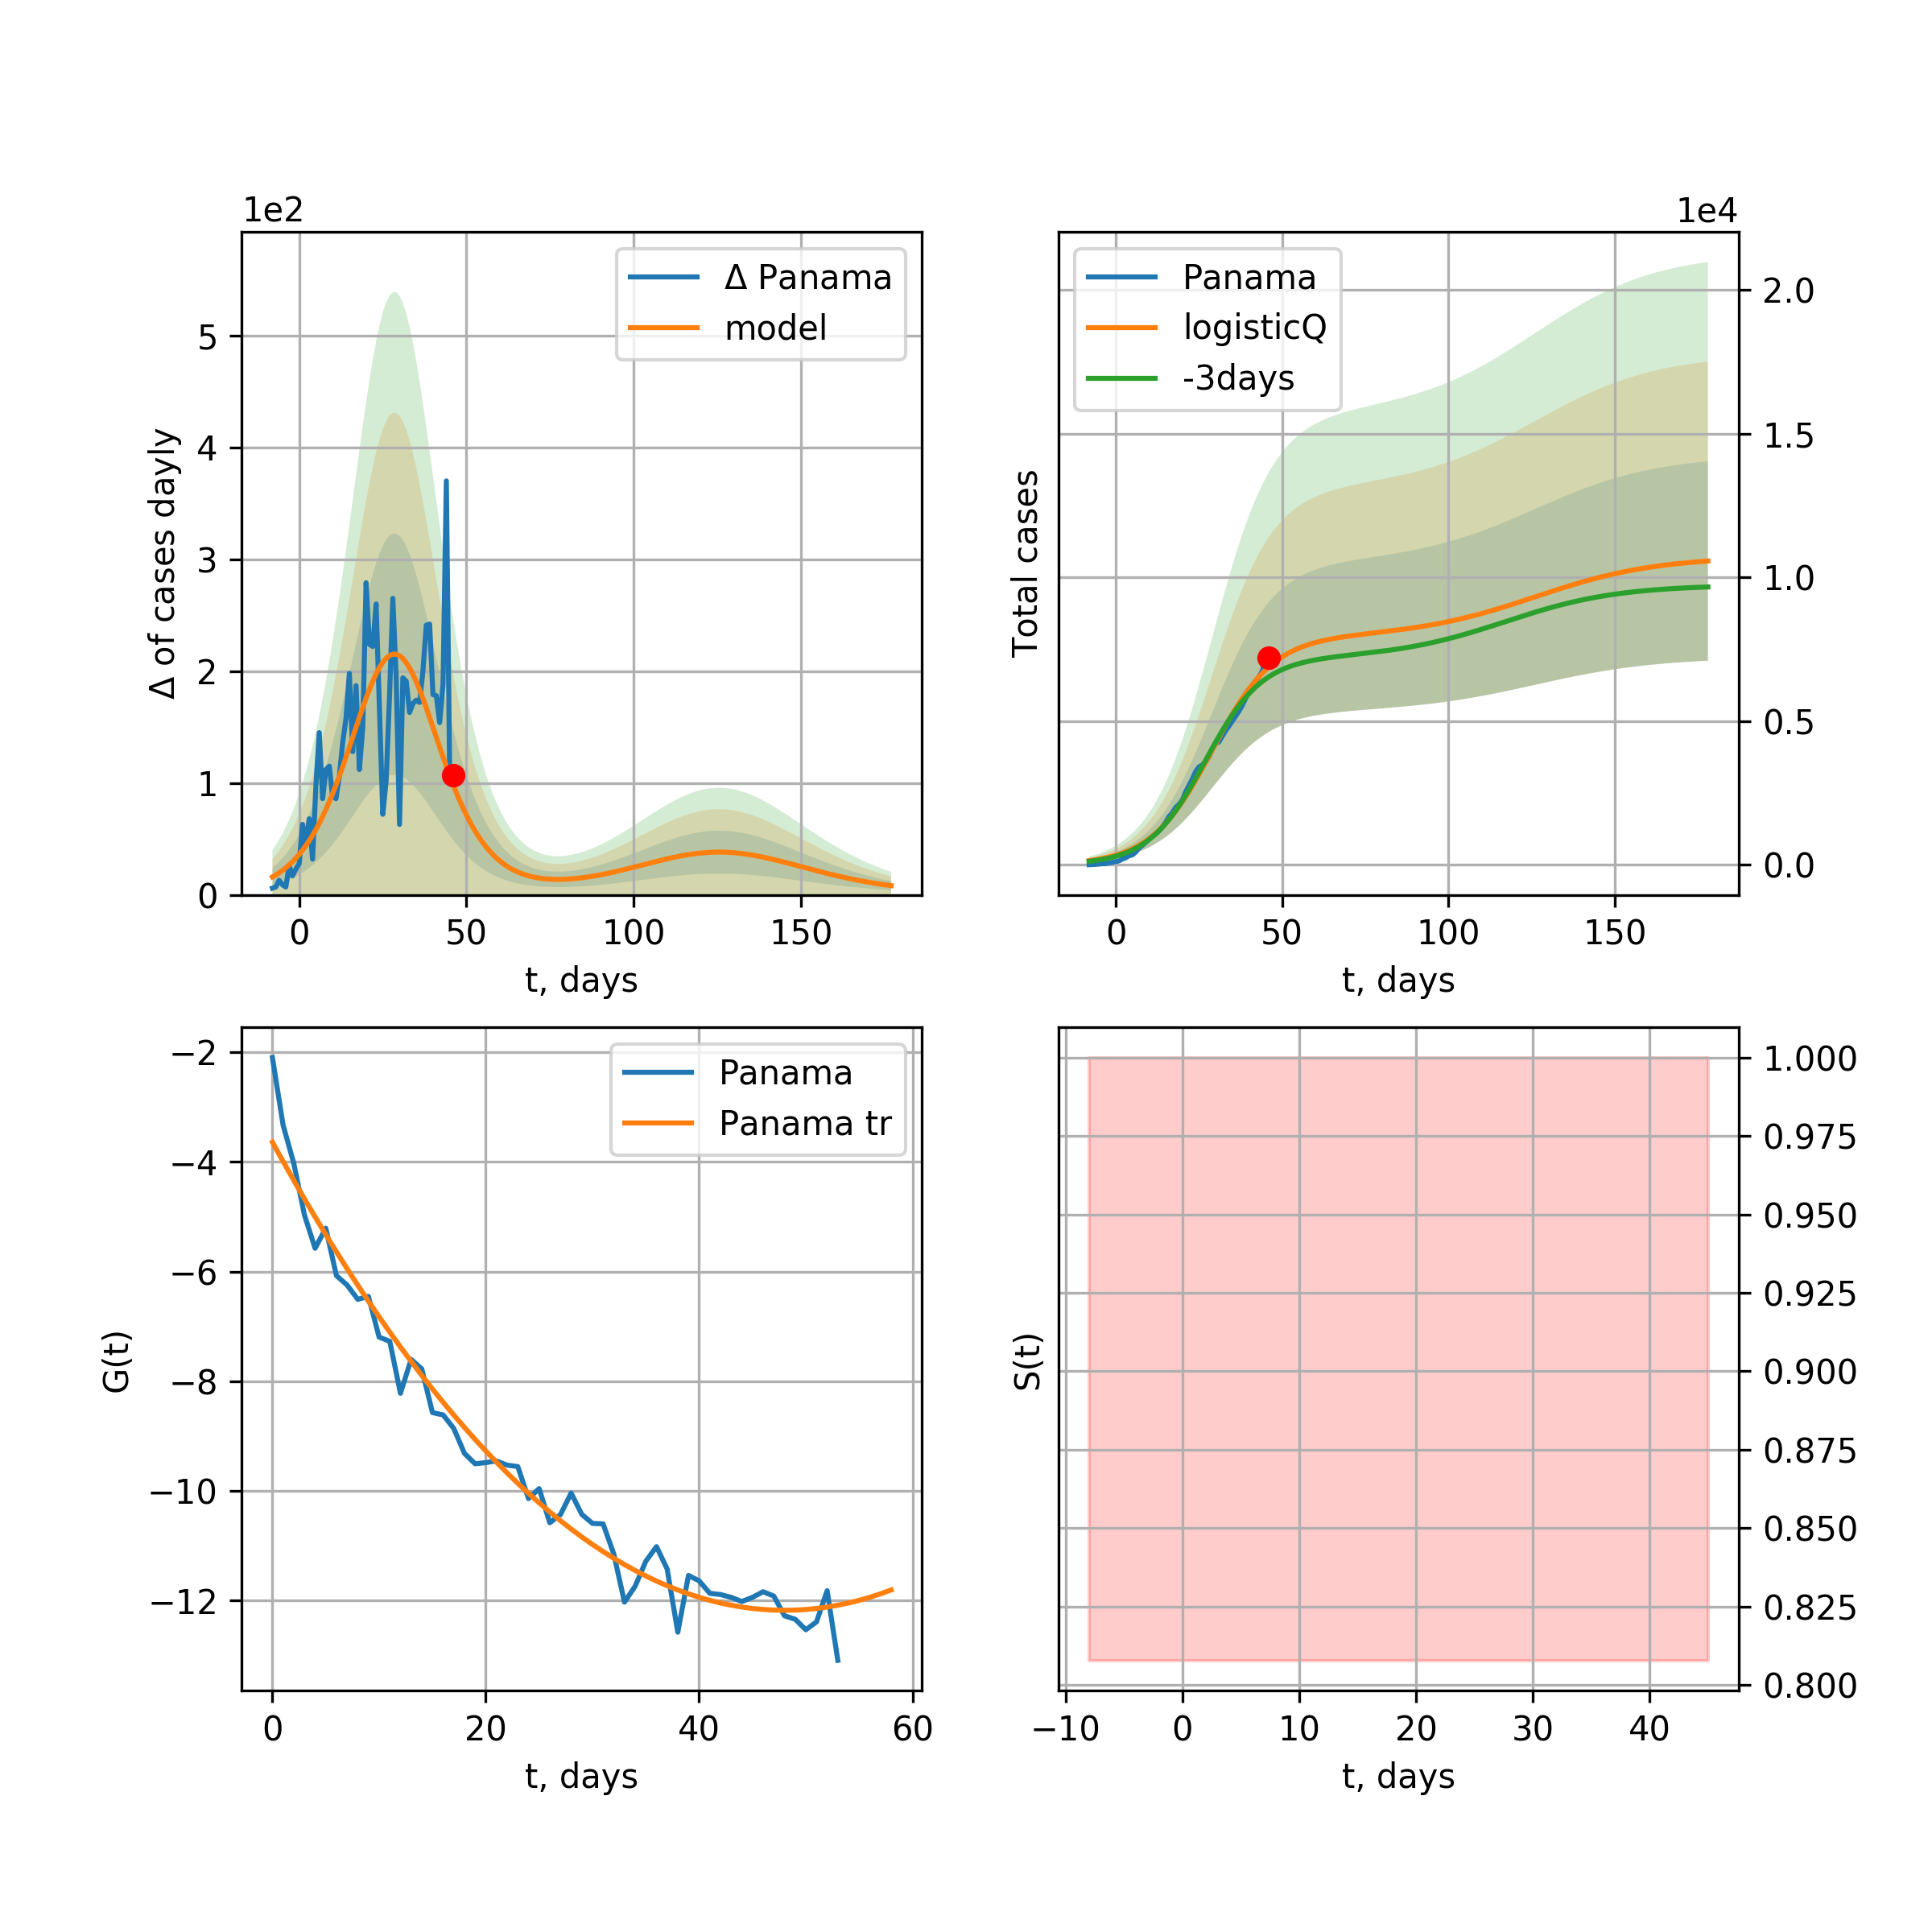 1e2
Δ of cases dayly
5
4
3
2
1
0
0 50 100 150
t, days
Δ Panama
model
1e4
Total cases
2.0
1.5
1.0
0.5
0.0
0 50 100 150
t, days
Panama
logisticQ
-3days
G(t)
−2
−4
−6
−8
−10
−12
0 20 40 60
t, days
Panama
Panama tr
S(t)
1.000
0.975
0.950
0.925
0.900
0.875
0.850
0.825
0.800
−10 0 10 20 30 40
t, days